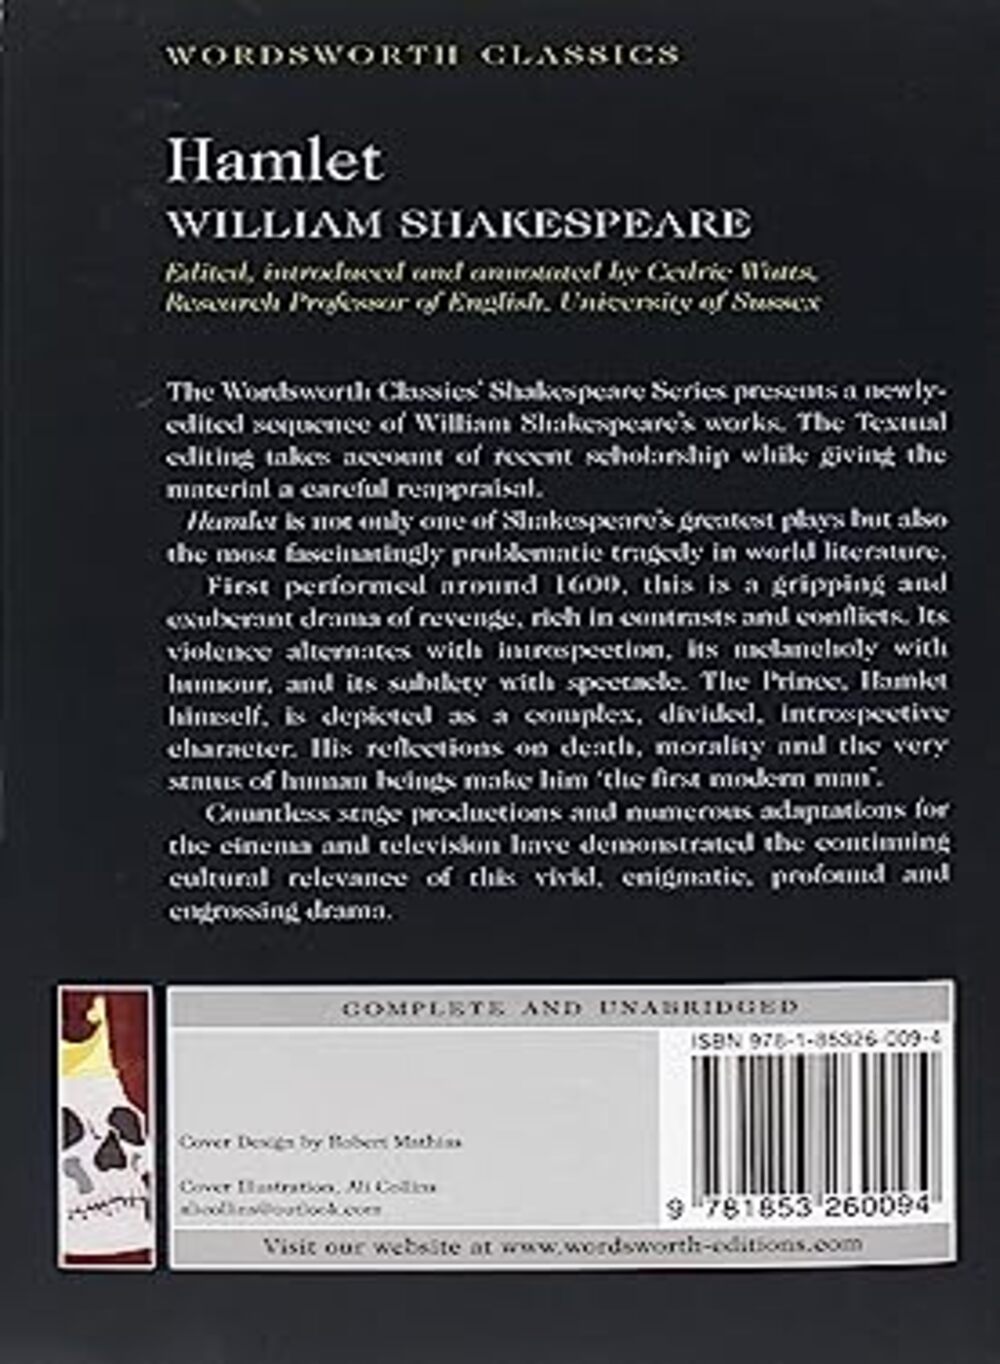 WORDSWORTH CLASSICS
Hamlet
WILLIAM SHAKESPEARE
Edited, introduced and annotated by Cedric Watts,
Research Professor of English, University of Sussex
The Wordsworth Classics' Shakespeare Series presents a newly-
edited sequence of William Shakespeare's works. The Textual
editing takes account of recent scholarship while giving the
material a careful reappraisal.
Hamlet is not only one of Shakespeare's greatest plays but also
the most fascinatingly problematic tragedy in world literature.
First performed around 1600, this is a gripping and
exuberant drama of revenge, rich in contrasts and conflicts. Its
violence alternates with introspection, its melancholy with
humour, and its subtlety with spectacle. The Prince, Hamlet
himself, is depicted as a complex, divided, introspective
character. His reflections on death, morality and the very
status of human beings make him 'the first modern man'.
Countless stage productions and numerous adaptations for
the cinema and television have demonstrated the continuing
cultural relevance of this vivid, enigmatic, profound and
engrossing drama.
COMPLETE AND UNABRIDGED
ISBN 978-1-85326-009-4
Cover Design by Robert Mathias
Cover Illustration, Ali Collins
alicollins@outlook.com
9 781853 260094
Visit our website at www.wordsworth-editions.com